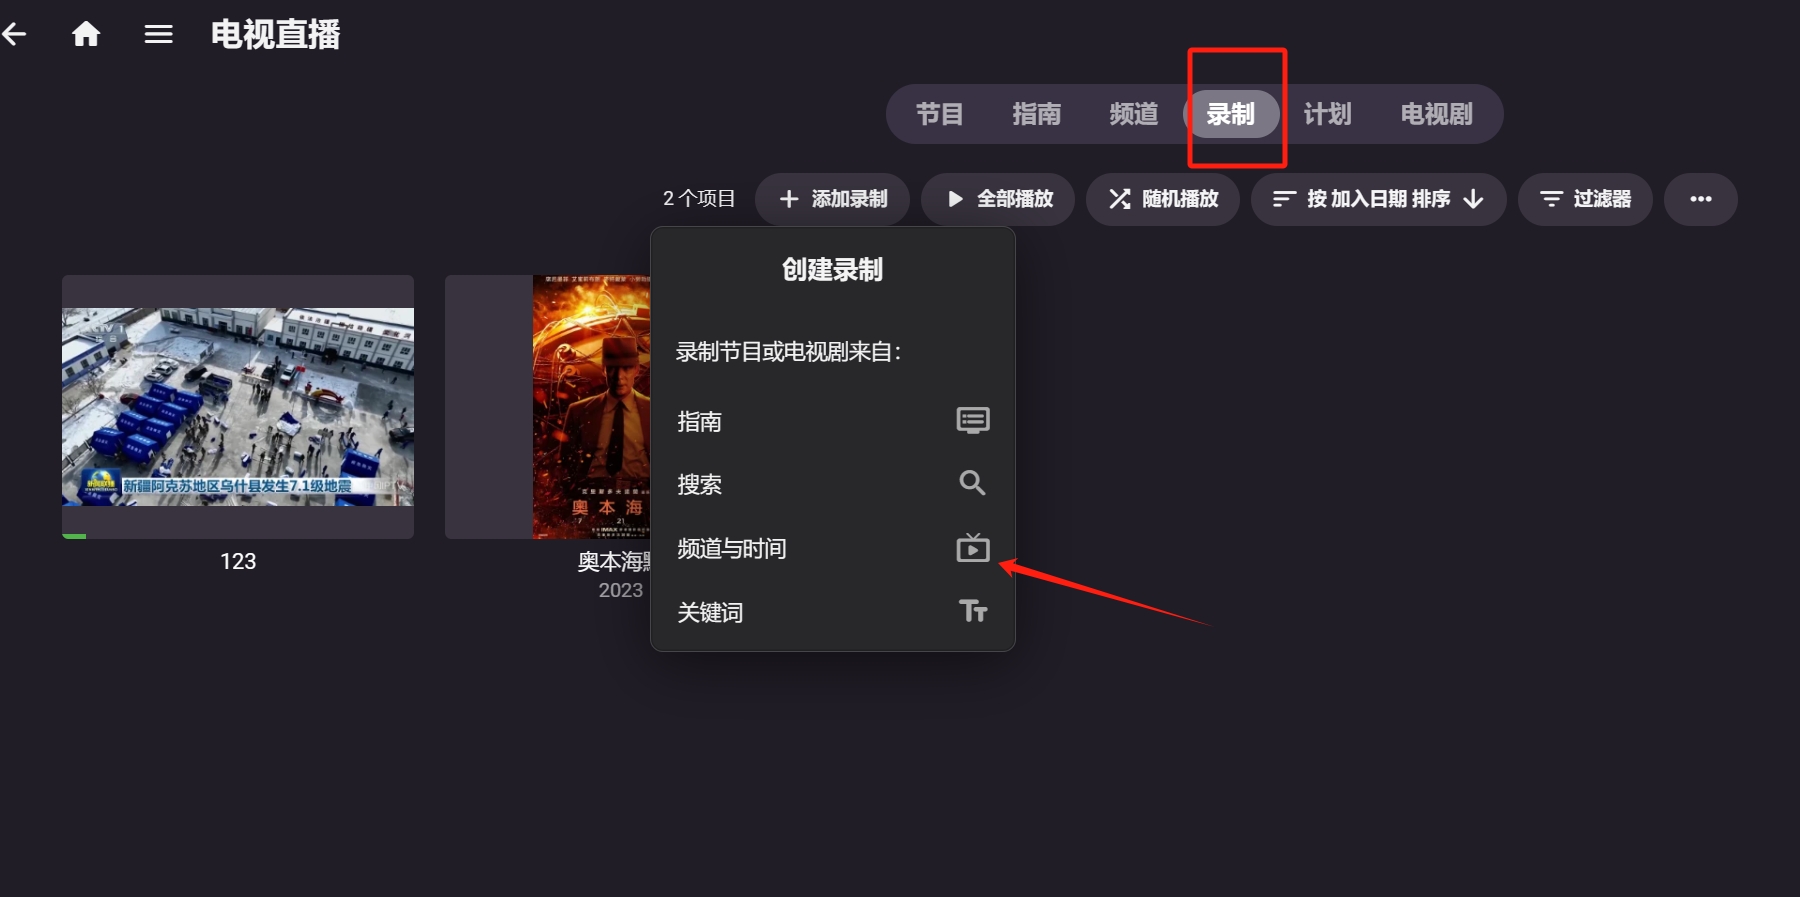 电视直播
节目
指南
频道
录制
计划
电视剧
2 个项目
添加录制
全部播放
随机播放
按 加入日期 排序
过滤器
创建录制
录制节目或电视剧来自：
指南
搜索
频道与时间
关键词
新疆阿克苏地区乌什县发生7.1级地震
123
奥 本 海
7 21
IMAX
奥本海
2023